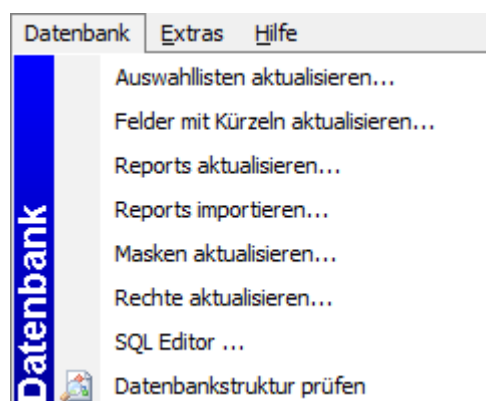 Datenbank Extras Hilfe
Auswahllisten aktualisieren...
Felder mit Kürzeln aktualisieren...
Reports aktualisieren...
Reports importieren...
Masken aktualisieren...
Rechte aktualisieren...
SQL Editor ...
Datenbankstruktur prüfen
Datenbank